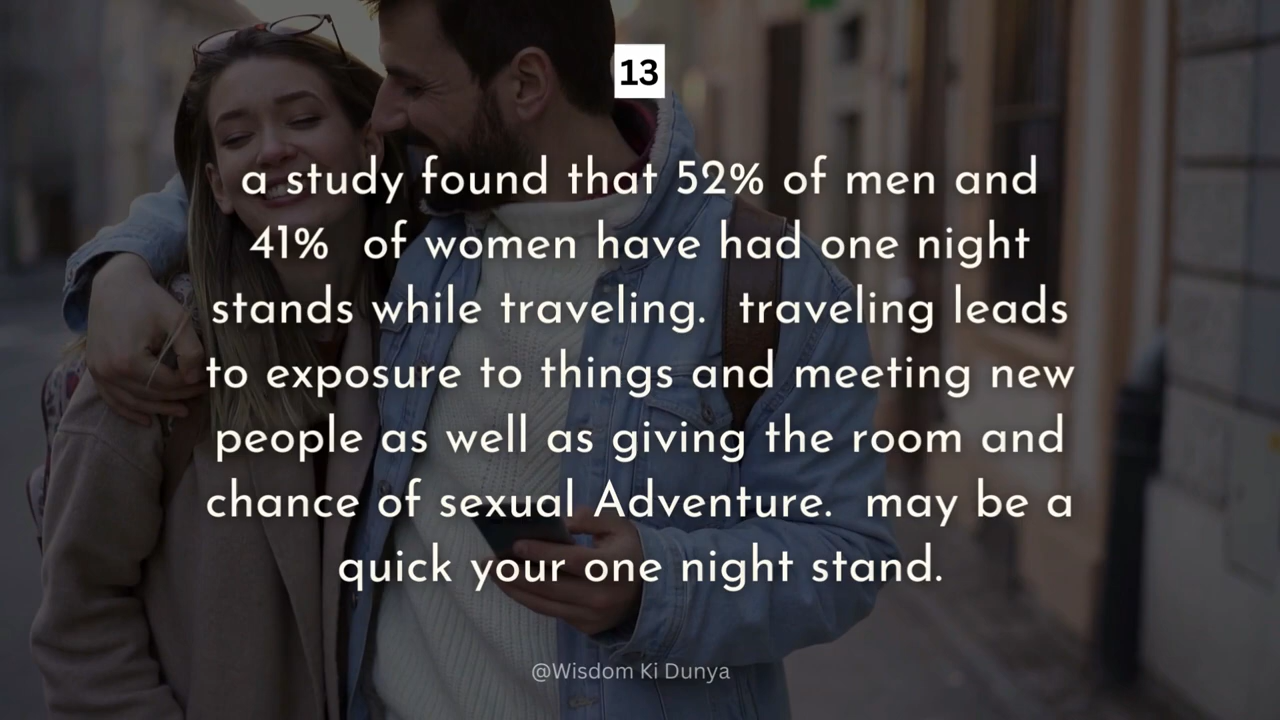 13
a study found that 52% of men and
41%  of women have had one night
stands while traveling.  traveling leads
to exposure to things and meeting new
people as well as giving the room and
chance of sexual Adventure.  may be a
quick your one night stand.
@Wisdom Ki Dunya